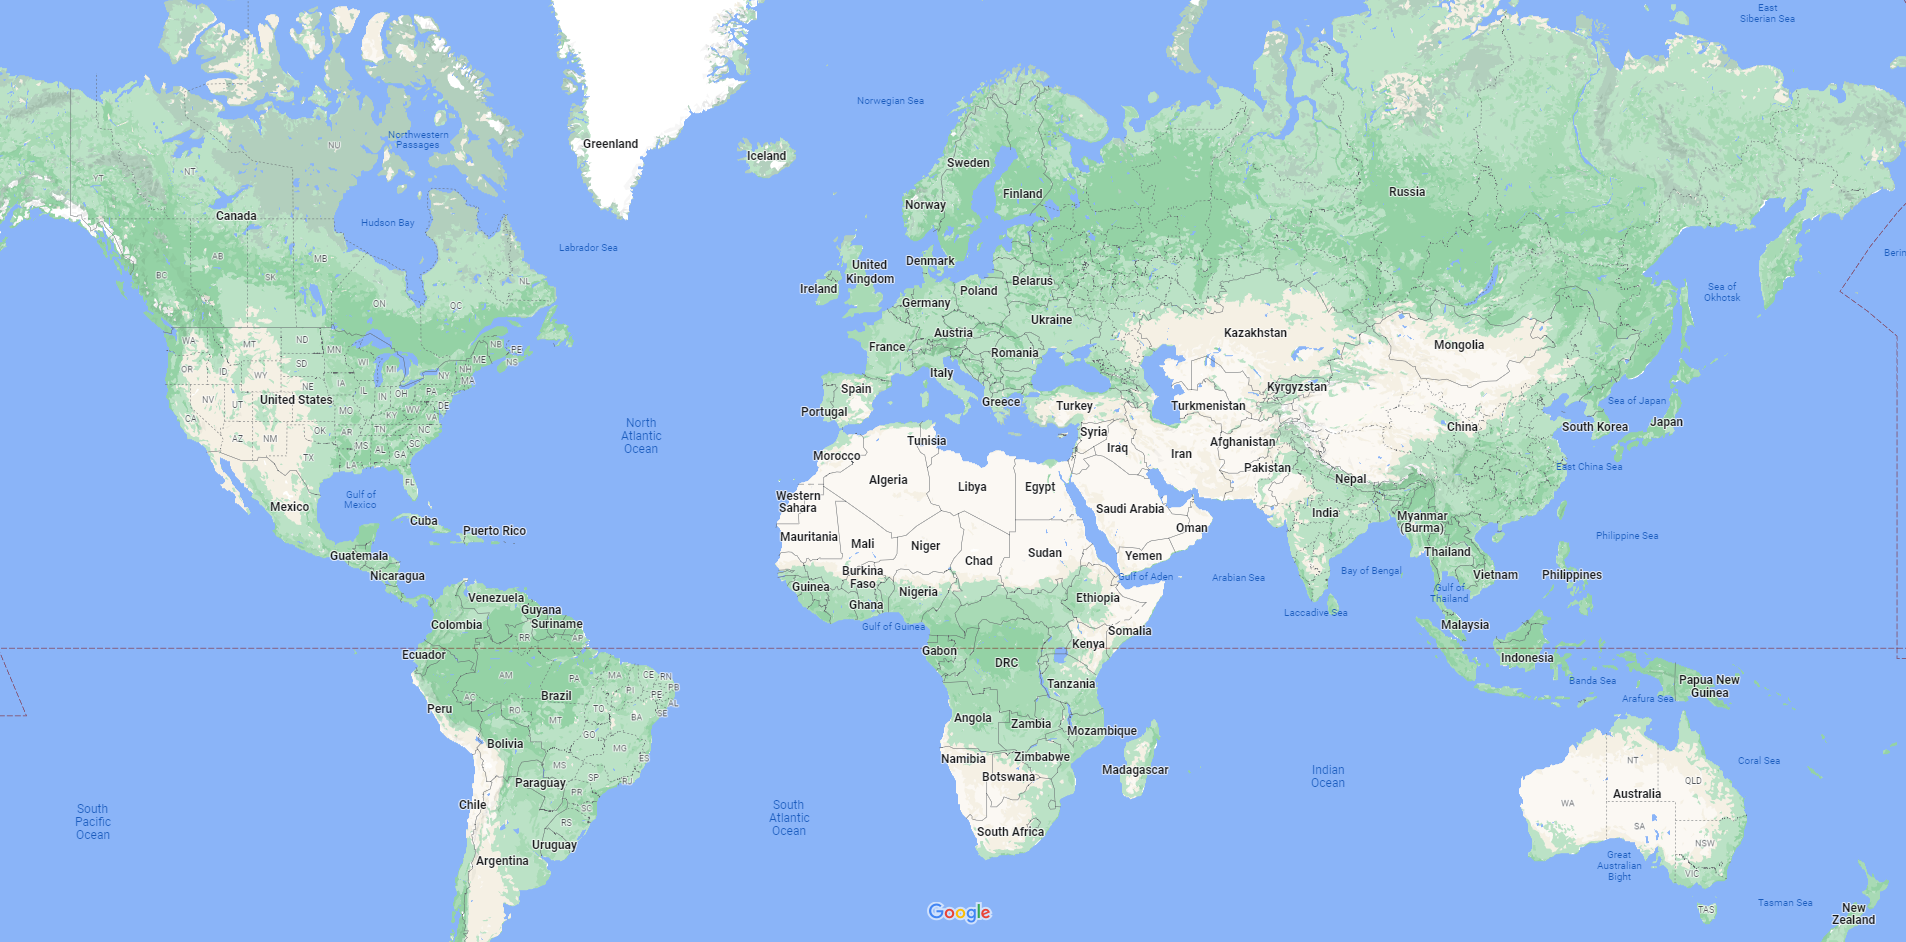 East
Siberian Sea
Norwegian Sea
Northwestern
Passages
Greenland
NU
Iceland
Sweden
NT
YT
Finland
Russia
Norway
Canada
Hudson Bay
Labrador Sea
Berin
AB
MB
Denmark
United
Kingdom
BC
SK
NL
Belarus
Ireland
Poland
Sea of
Okhotsk
ON
QC
Germany
Ukraine
Kazakhstan
WA
MT
ND
Austria
NB
PE
MN
France
Romania
Mongolia
ME
NS
OR
ID
WY
SD
WI
MI
NY
NH
MA
Italy
NE
IA
IL
IN
OH
PA
Spain
Kyrgyzstan
NV
UT
United States
MO
KY
WV
VA
DE
Portugal
Greece
Turkey
Turkmenistan
Sea of Japan
CA
AZ
NM
OK
AR
TN
NC
North
Atlantic
Ocean
Tunisia
Syria
Afghanistan
China
South Korea
Japan
TX
MS
AL
GA
SC
LA
Morocco
Iraq
Iran
Pakistan
East China Sea
FL
Algeria
Libya
Egypt
Nepal
Gulf of
Mexico
Mexico
Western
Sahara
Saudi Arabia
India
Myanmar
(Burma)
Cuba
Puerto Rico
Oman
Mauritania
Mali
Niger
Chad
Sudan
Yemen
Thailand
Philippine Sea
Guatemala
Nicaragua
Burkina
Faso
Gulf of Aden
Arabian Sea
Bay of Bengal
Vietnam
Philippines
Guinea
Nigeria
Ethiopia
Gulf of
Thailand
Venezuela
Guyana
Suriname
Ghana
Laccadive Sea
Colombia
Gulf of Guinea
Somalia
Malaysia
RR
AP
Ecuador
Gabon
DRC
Kenya
Indonesia
AM
PA
MA
CE
RN
PB
Tanzania
Banda Sea
Papua New
Guinea
AC
Brazil
PI
PE
AL
SE
Arafura Sea
Peru
RO
MT
TO
BA
Angola
Zambia
Mozambique
Bolivia
GO
MG
ES
Namibia
Zimbabwe
Botswana
Madagascar
Indian
Ocean
NT
Coral Sea
MS
SP
RJ
Paraguay
PR
QLD
Chile
SC
WA
Australia
South
Pacific
Ocean
RS
South
Atlantic
Ocean
South Africa
SA
Uruguay
NSW
Argentina
Great
Australian
Bight
VIC
Google
TAS
Tasman Sea
New
Zealand